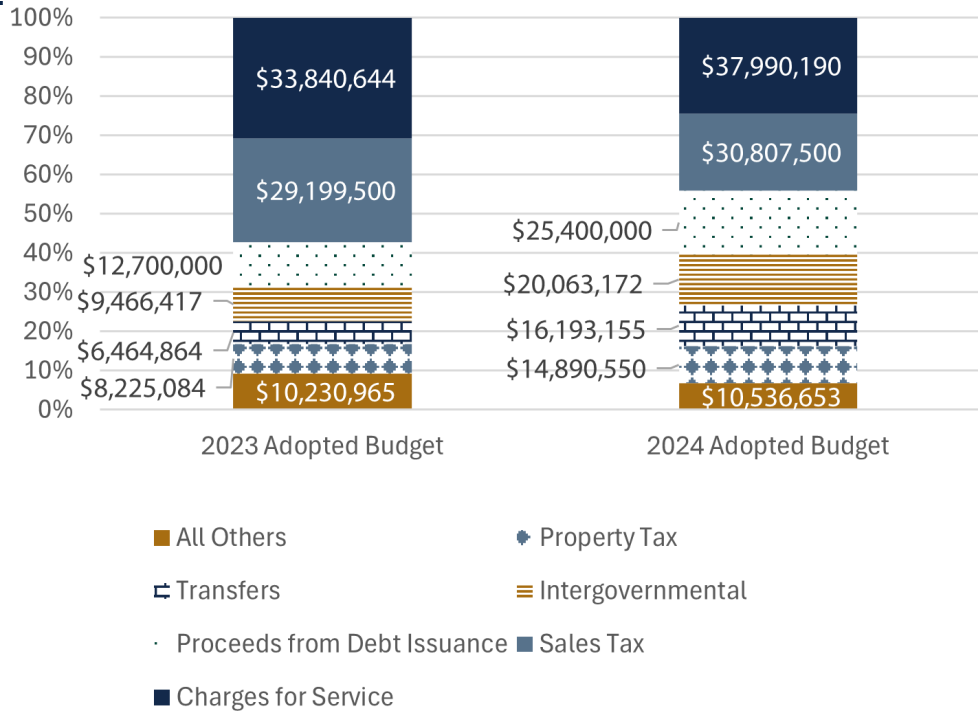 100%
90%
80%
70%
60%
50%
40%
30%
20%
10%
0%
$33,840,644
$29,199,500
$12,700,000
$9,466,417
$6,464,864
$8,225,084
$10,230,965
$37,990,190
$30,807,500
$25,400,000
$20,063,172
$16,193,155
$14,890,550
$10,536,653
2023 Adopted Budget
2024 Adopted Budget
All Others
Property Tax
Transfers
Intergovernmental
Proceeds from Debt Issuance
Sales Tax
Charges for Service